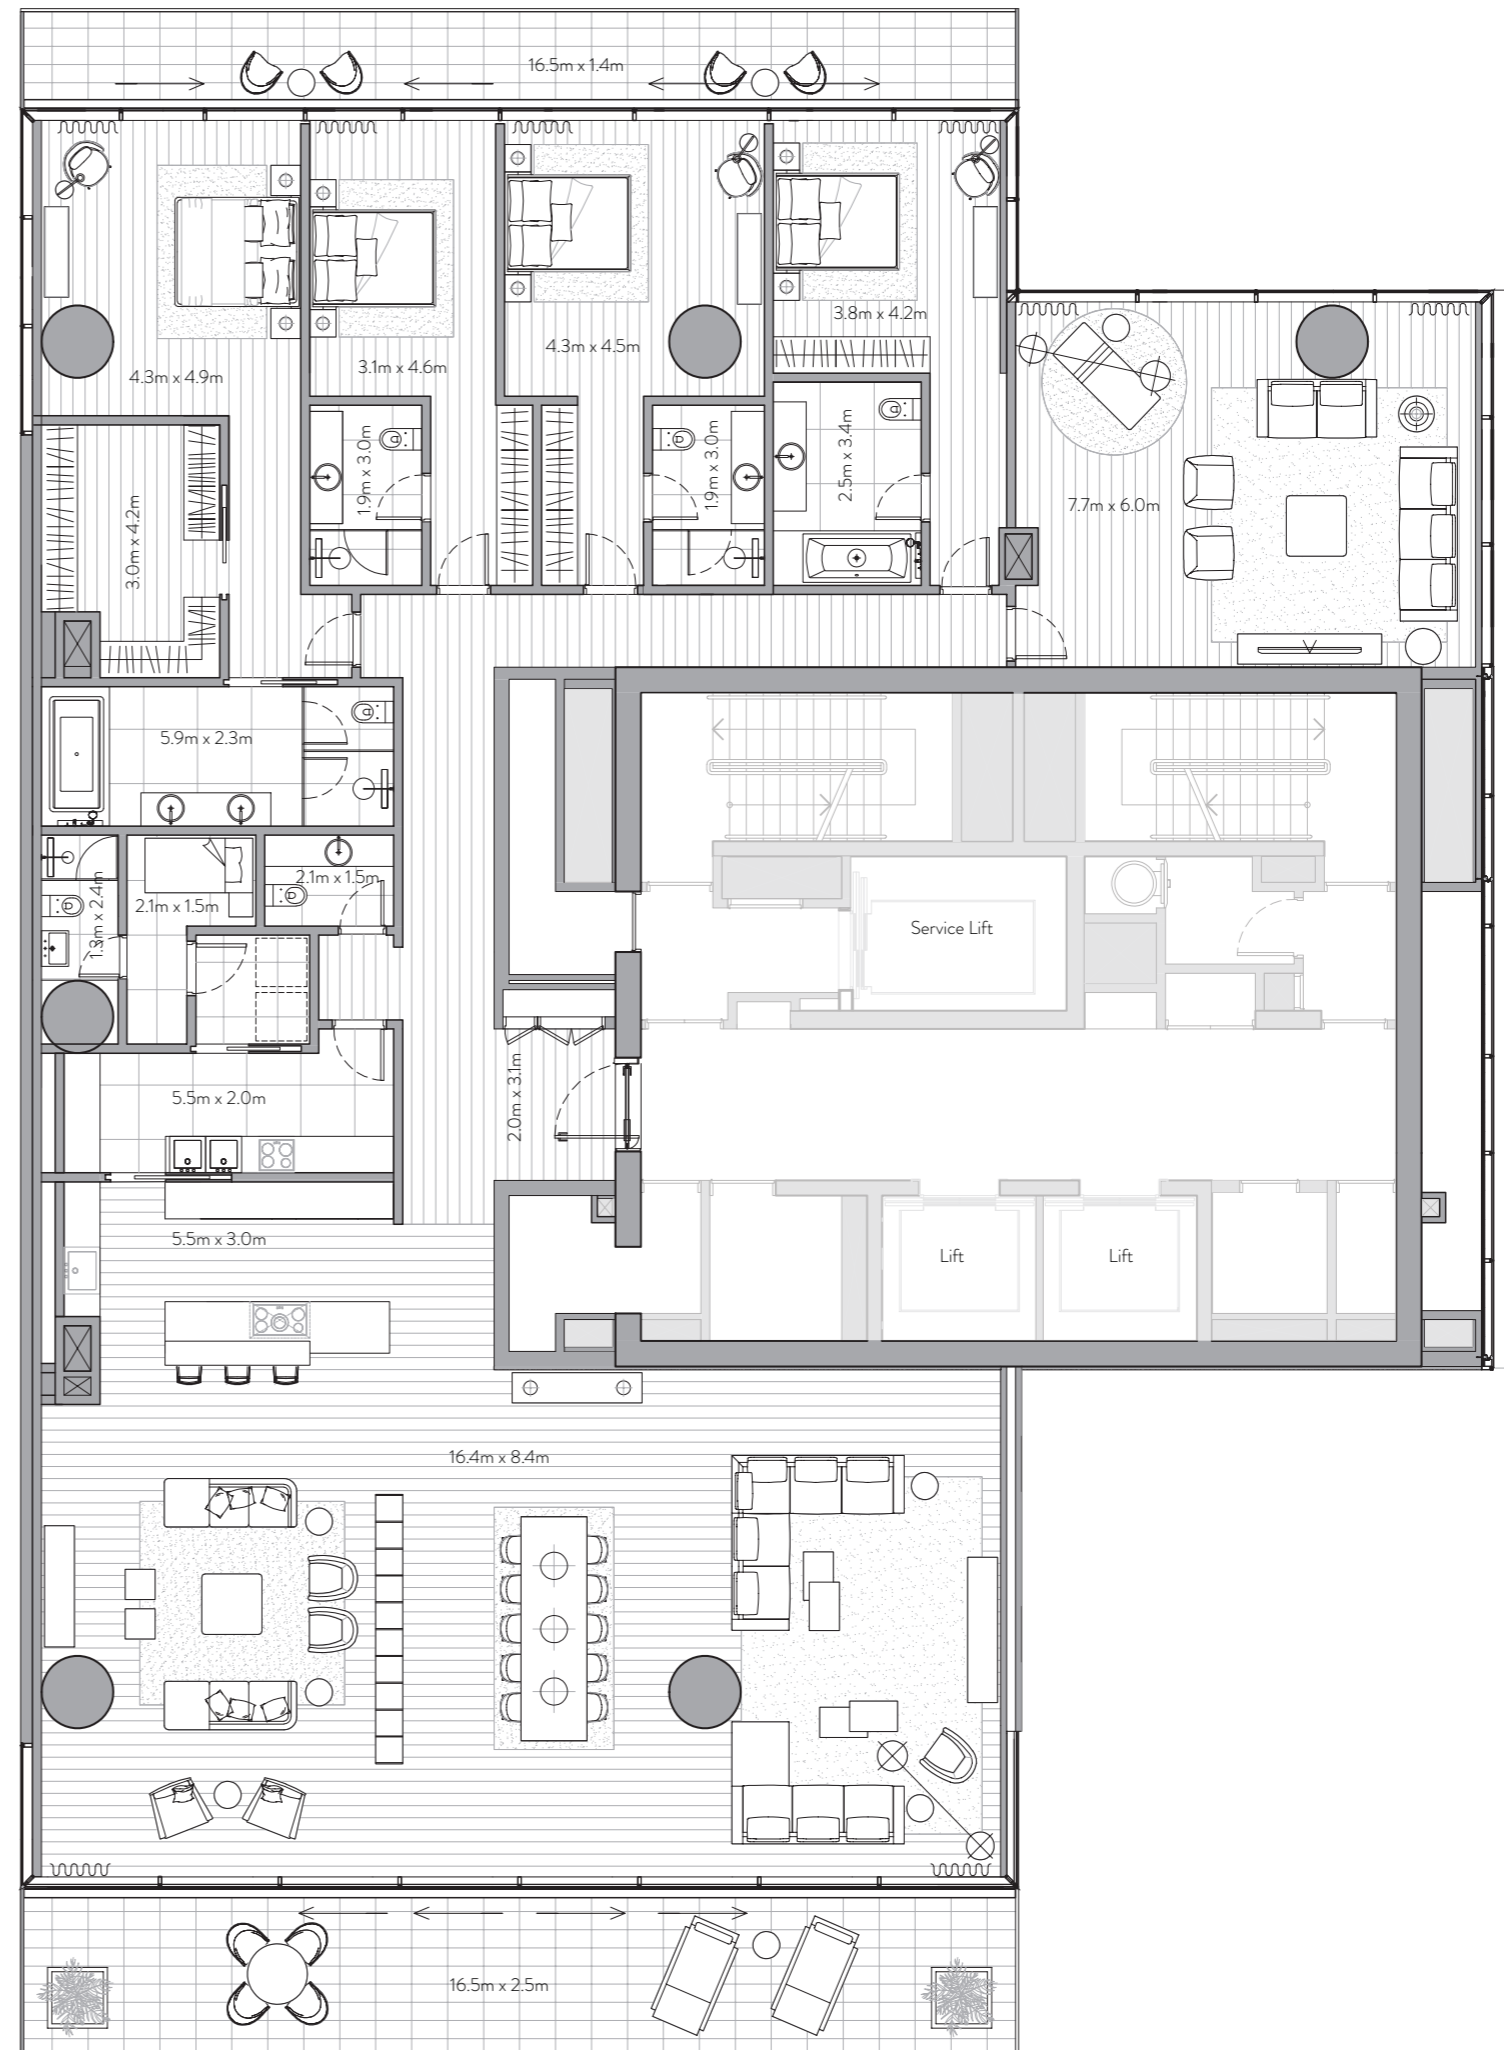 16.5m x 1.4m
3.8m x 4.2m
4.3m x 4.5m
3.1m x 4.6m
4.3m x 4.9m
1.9m x 3.0m
1.9m x 3.0m
2.5m x 3.4m
7.7m x 6.0m
3.0m x 4.2m
5.9m x 2.3m
2.1m x 1.5m
2.1m x 1.5m
1.3m x 2.4m
Service Lift
5.5m x 2.0m
2.0m x 3.1m
5.5m x 3.0m
Lift
Lift
16.4m x 8.4m
16.5m x 2.5m